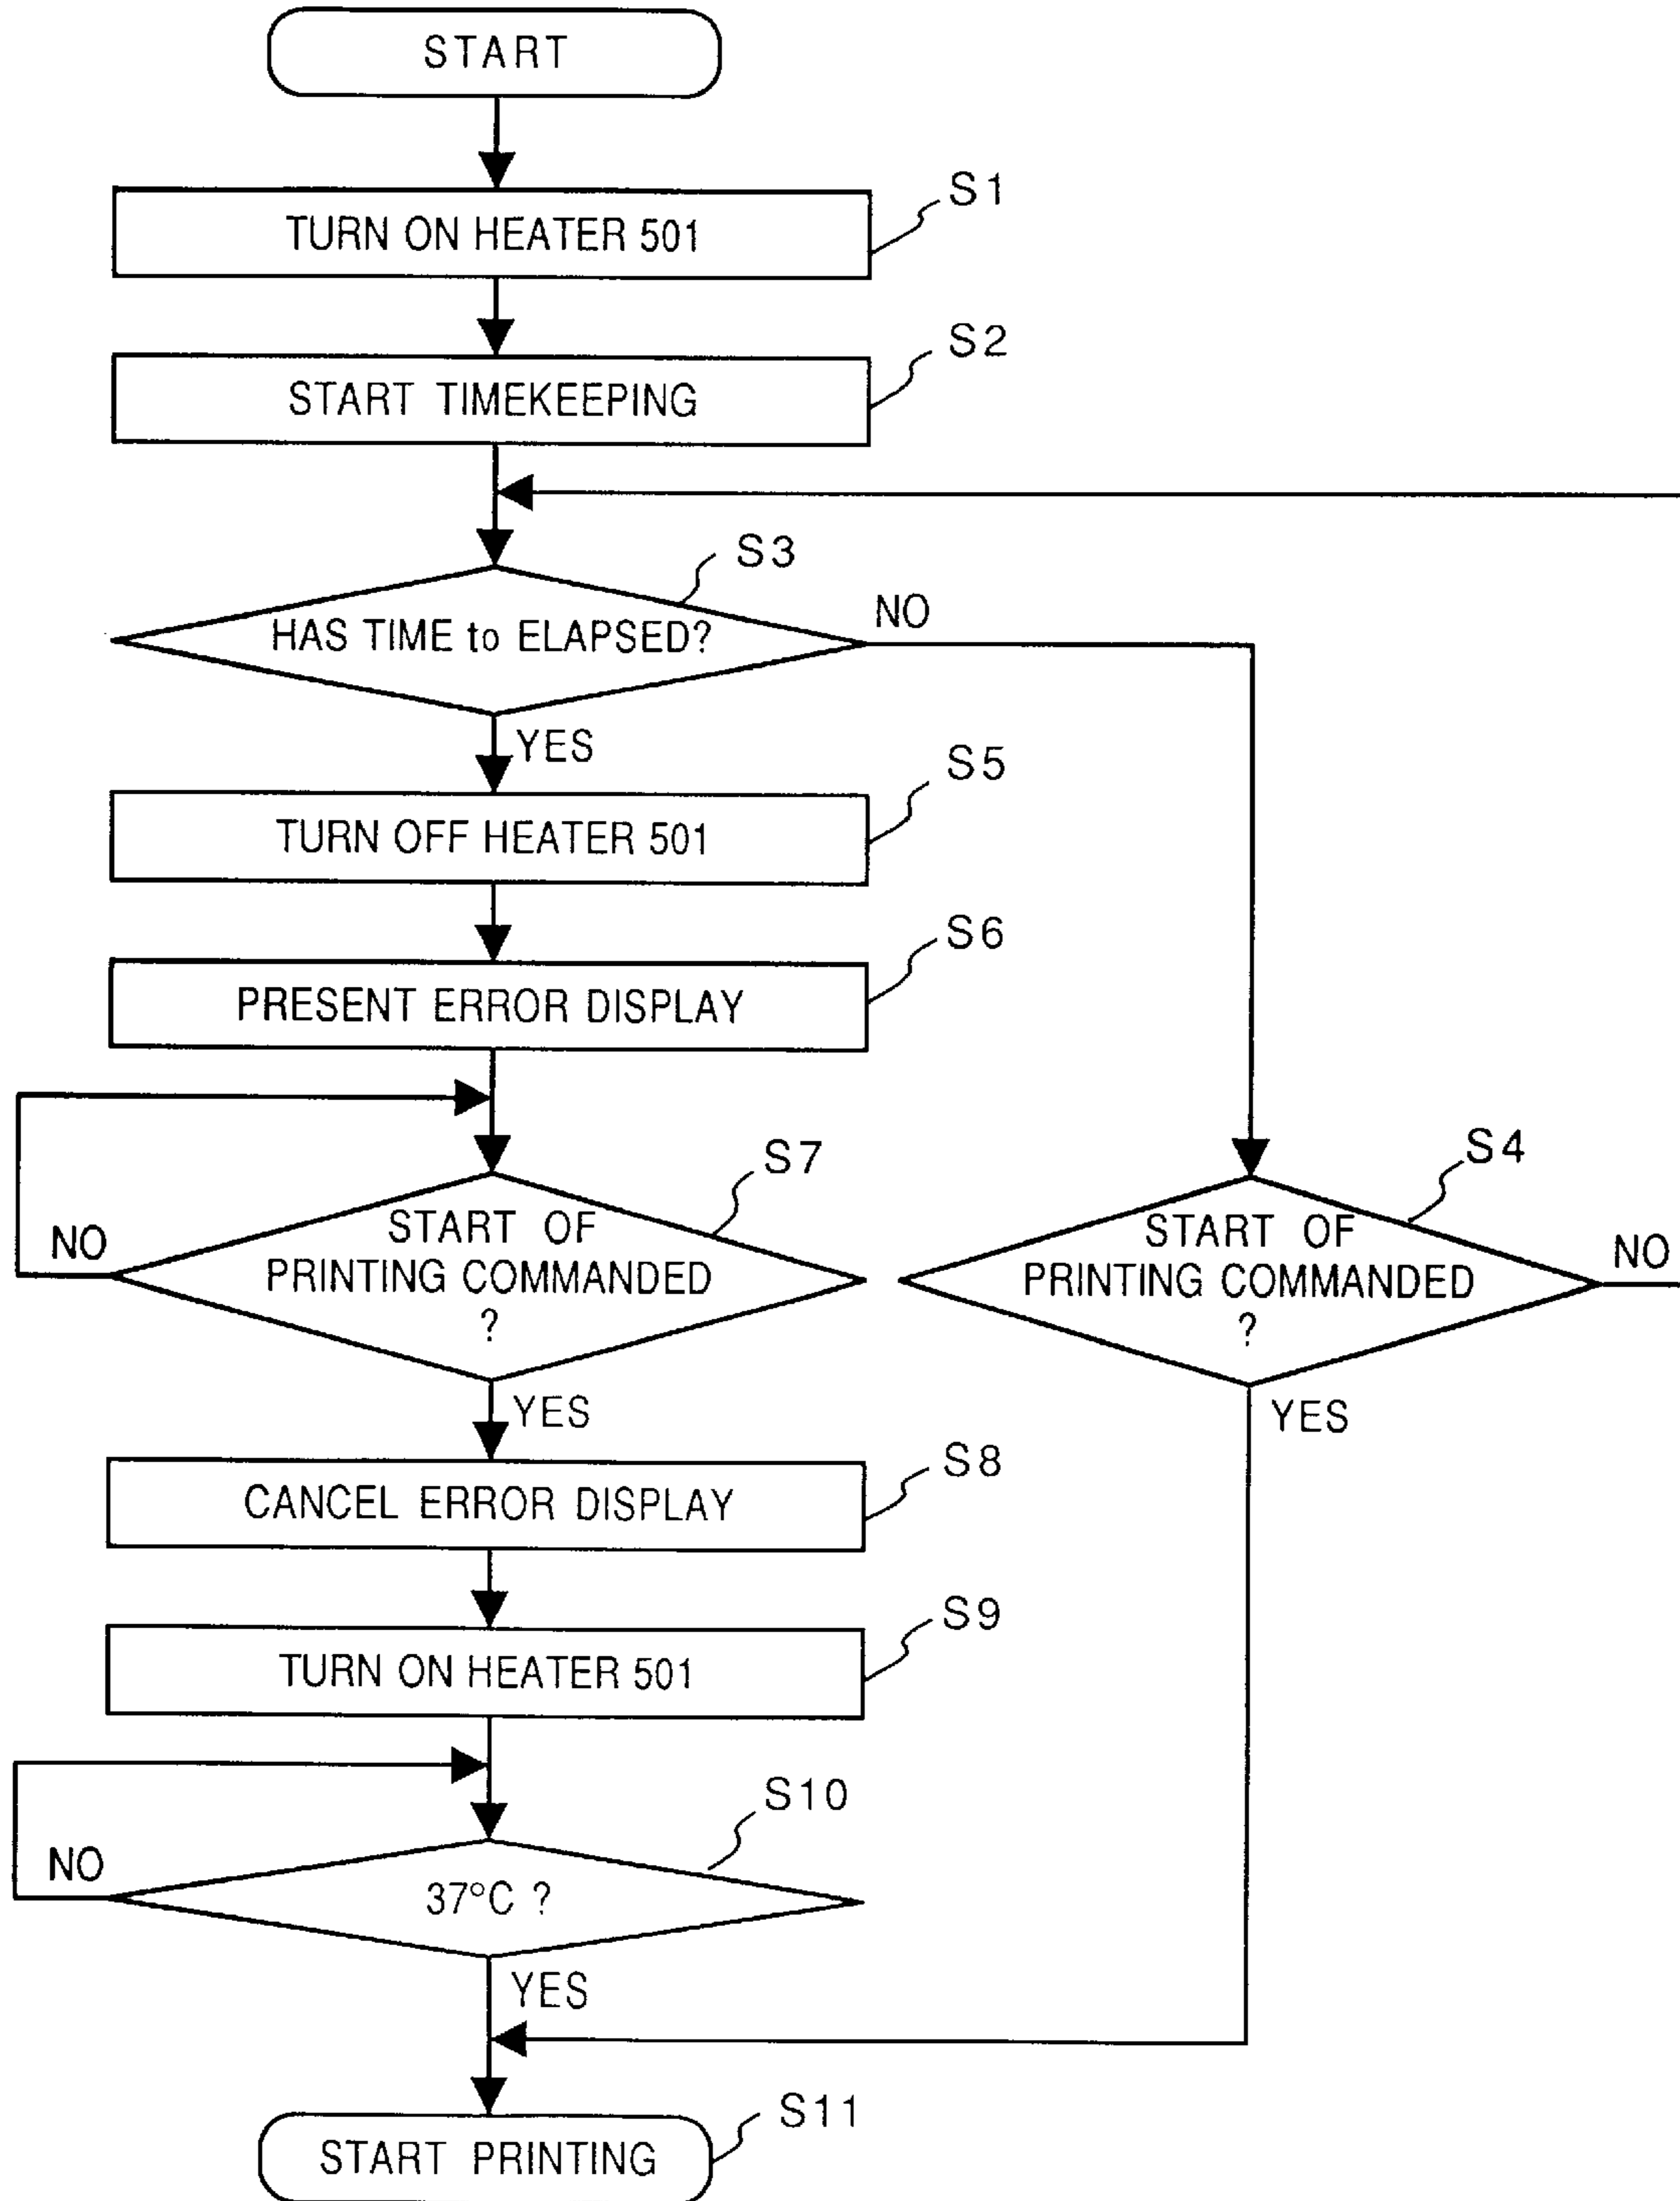 START
TURN ON HEATER 501
S1
START TIMEKEEPING
S2
HAS TIME to ELAPSED?
S3
NO
YES
TURN OFF HEATER 501
S5
PRESENT ERROR DISPLAY
S6
START OF
PRINTING COMMANDED
?
S7
NO
YES
START OF
PRINTING COMMANDED
?
S4
NO
YES
CANCEL ERROR DISPLAY
S8
TURN ON HEATER 501
S9
37°C ?
S10
NO
YES
START PRINTING
S11